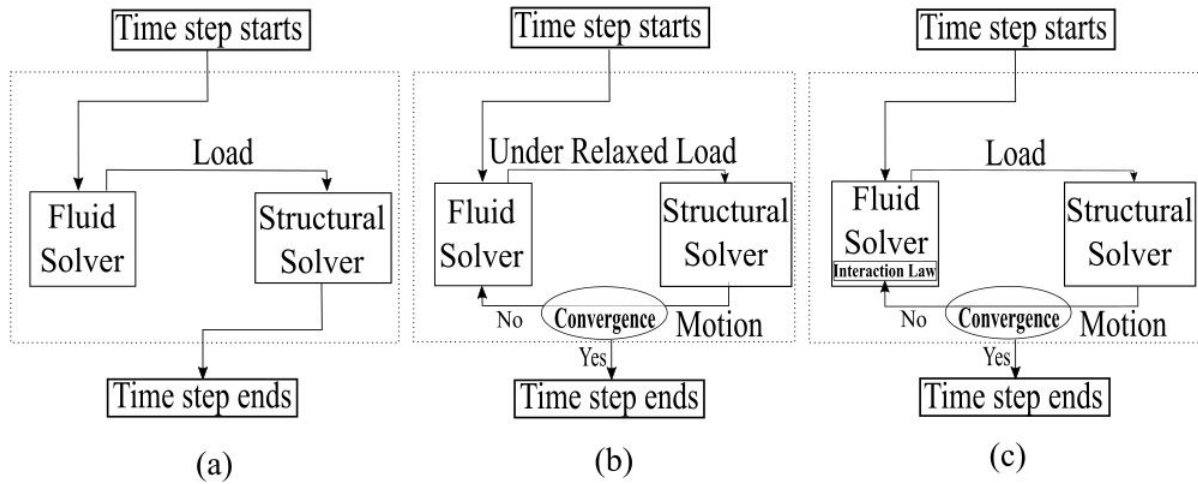 Time step starts
Load
Fluid
Solver
Structural
Solver
Time step ends
(a)
Time step starts
Under Relaxed Load
Fluid
Solver
Structural
Solver
No
Convergence
Motion
Yes
Time step ends
(b)
Time step starts
Load
Fluid
Solver
Interaction Law
Structural
Solver
No
Convergence
Motion
Yes
Time step ends
(c)